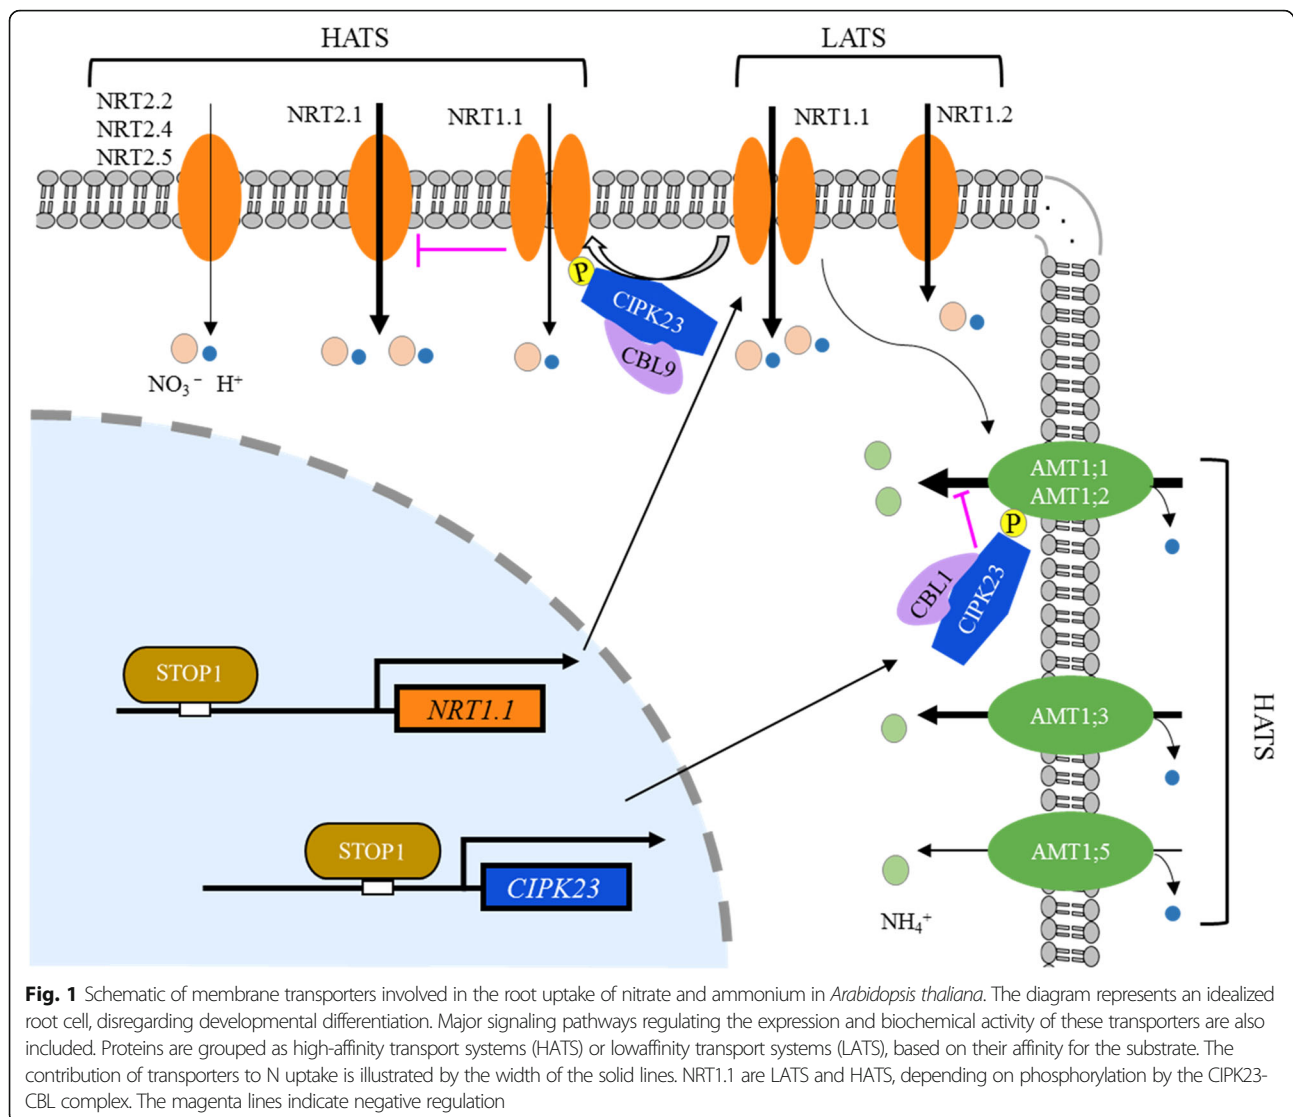 HATS
LATS
NRT2.2
NRT2.4
NRT2.5
NRT2.1
NRT1.1
NRT1.1
NRT1.2
P
CIPK23
CBL9
NO₃⁻ H⁺
AMT1;1
AMT1;2
P
CBL1
CIPK23
HATS
STOP1
NRT1.1
AMT1;3
STOP1
CIPK23
AMT1;5
NH₄⁺
Fig. 1 Schematic of membrane transporters involved in the root uptake of nitrate and ammonium in Arabidopsis thaliana. The diagram represents an idealized
root cell, disregarding developmental differentiation. Major signaling pathways regulating the expression and biochemical activity of these transporters are also
included. Proteins are grouped as high-affinity transport systems (HATS) or lowaffinity transport systems (LATS), based on their affinity for the substrate. The
contribution of transporters to N uptake is illustrated by the width of the solid lines. NRT1.1 are LATS and HATS, depending on phosphorylation by the CIPK23-
CBL complex. The magenta lines indicate negative regulation